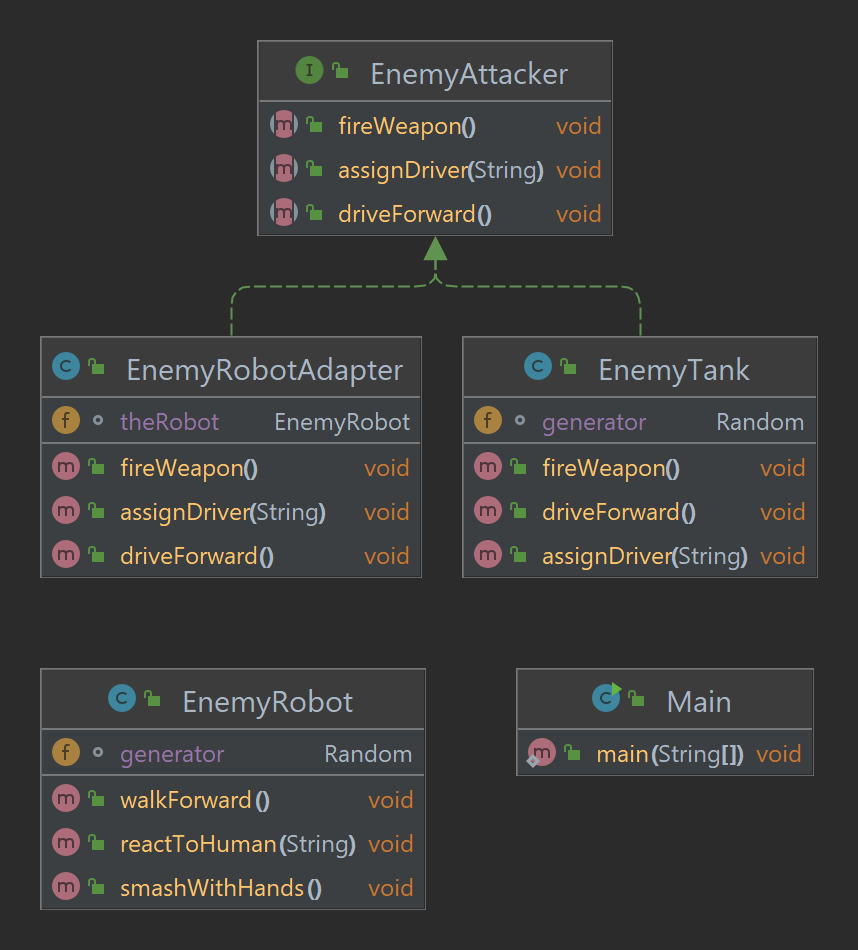 I EnemyAttacker
m fireWeapon() void
m assignDriver(String) void
m driveForward() void
C EnemyRobotAdapter
f theRobot EnemyRobot
m fireWeapon() void
m assignDriver(String) void
m driveForward() void
C EnemyTank
f generator Random
m fireWeapon() void
m driveForward() void
m assignDriver(String) void
C EnemyRobot
f generator Random
m walkForward() void
m reactToHuman(String) void
m smashWithHands() void
C Main
m main(String[]) void